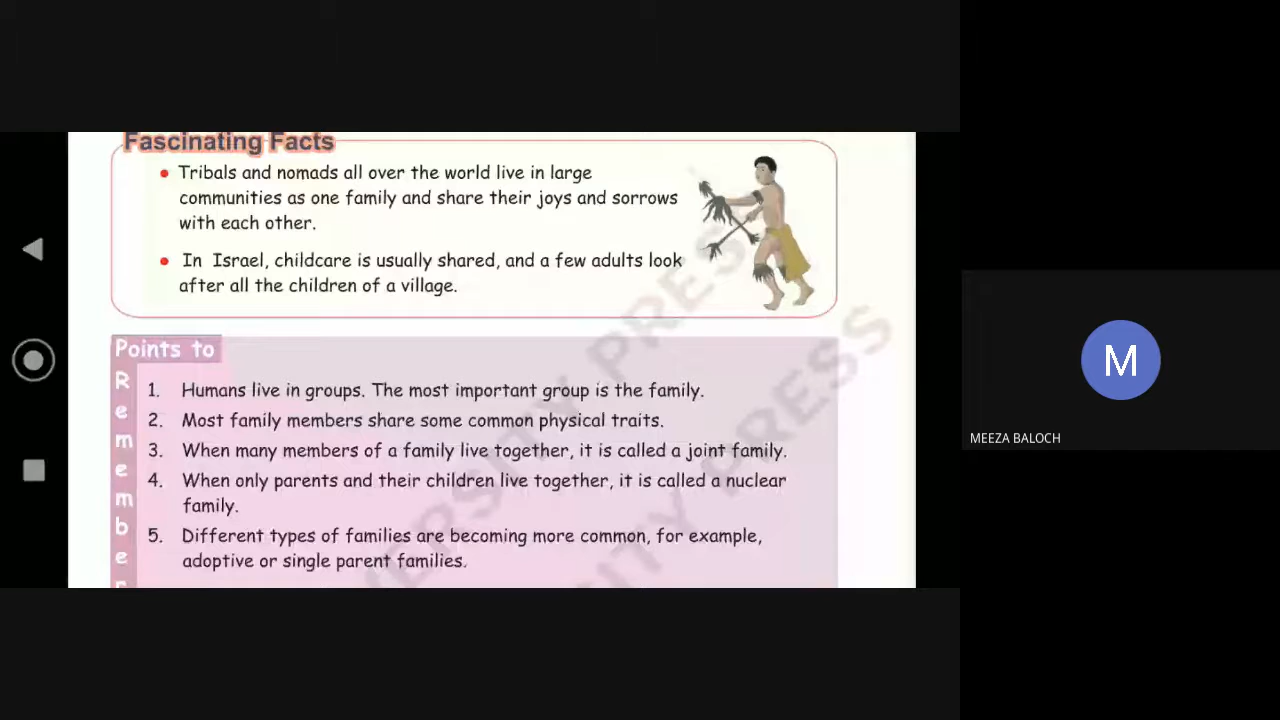 Fascinating Facts
Tribals and nomads all over the world live in large
communities as one family and share their joys and sorrows
with each other.
In Israel, childcare is usually shared, and a few adults look
after all the children of a village.
Points to
Remember
1. Humans live in groups. The most important group is the family.
2. Most family members share some common physical traits.
3. When many members of a family live together, it is called a joint family.
4. When only parents and their children live together, it is called a nuclear
family.
5. Different types of families are becoming more common, for example,
adoptive or single parent families.
VERSITY PRESS
SITY PRESS
M
MEEZA BALOCH